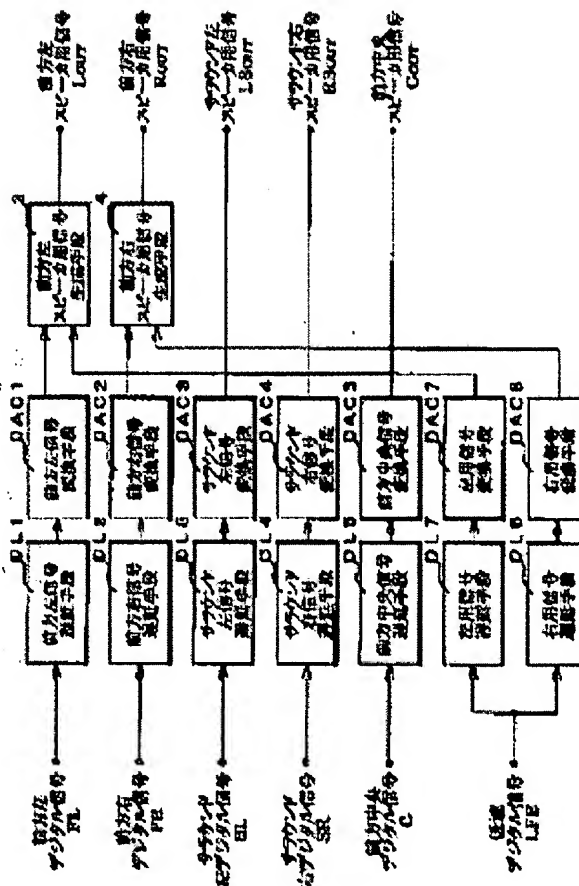 前方左
スピーカ用信号
LOUT
前方右
スピーカ用信号
ROUT
サラウンド左
スピーカ用信号
LSOUT
サラウンド右
スピーカ用信号
RSOUT
前方中央
スピーカ用信号
COUT
3
前方左
スピーカ用信号
生成手段
4
前方右
スピーカ用信号
生成手段
DAC1
前方左信号
変換手段
DAC2
前方右信号
変換手段
DAC3
サラウンド
左信号
変換手段
DAC4
サラウンド
右信号
変換手段
DAC5
前方中央信号
変換手段
DAC7
左用信号
変換手段
DAC8
右用信号
変換手段
DL1
前方左信号
遅延手段
DL2
前方右信号
遅延手段
DL3
サラウンド
左信号
遅延手段
DL4
サラウンド
右信号
遅延手段
DL5
前方中央信号
遅延手段
DL7
左用信号
遅延手段
DL8
右用信号
遅延手段
前方左
デジタル信号
FL
前方右
デジタル信号
FR
サラウンド
左デジタル信号
SL
サラウンド
右デジタル信号
SR
前方中央
デジタル信号
C
低域
デジタル信号
LFE